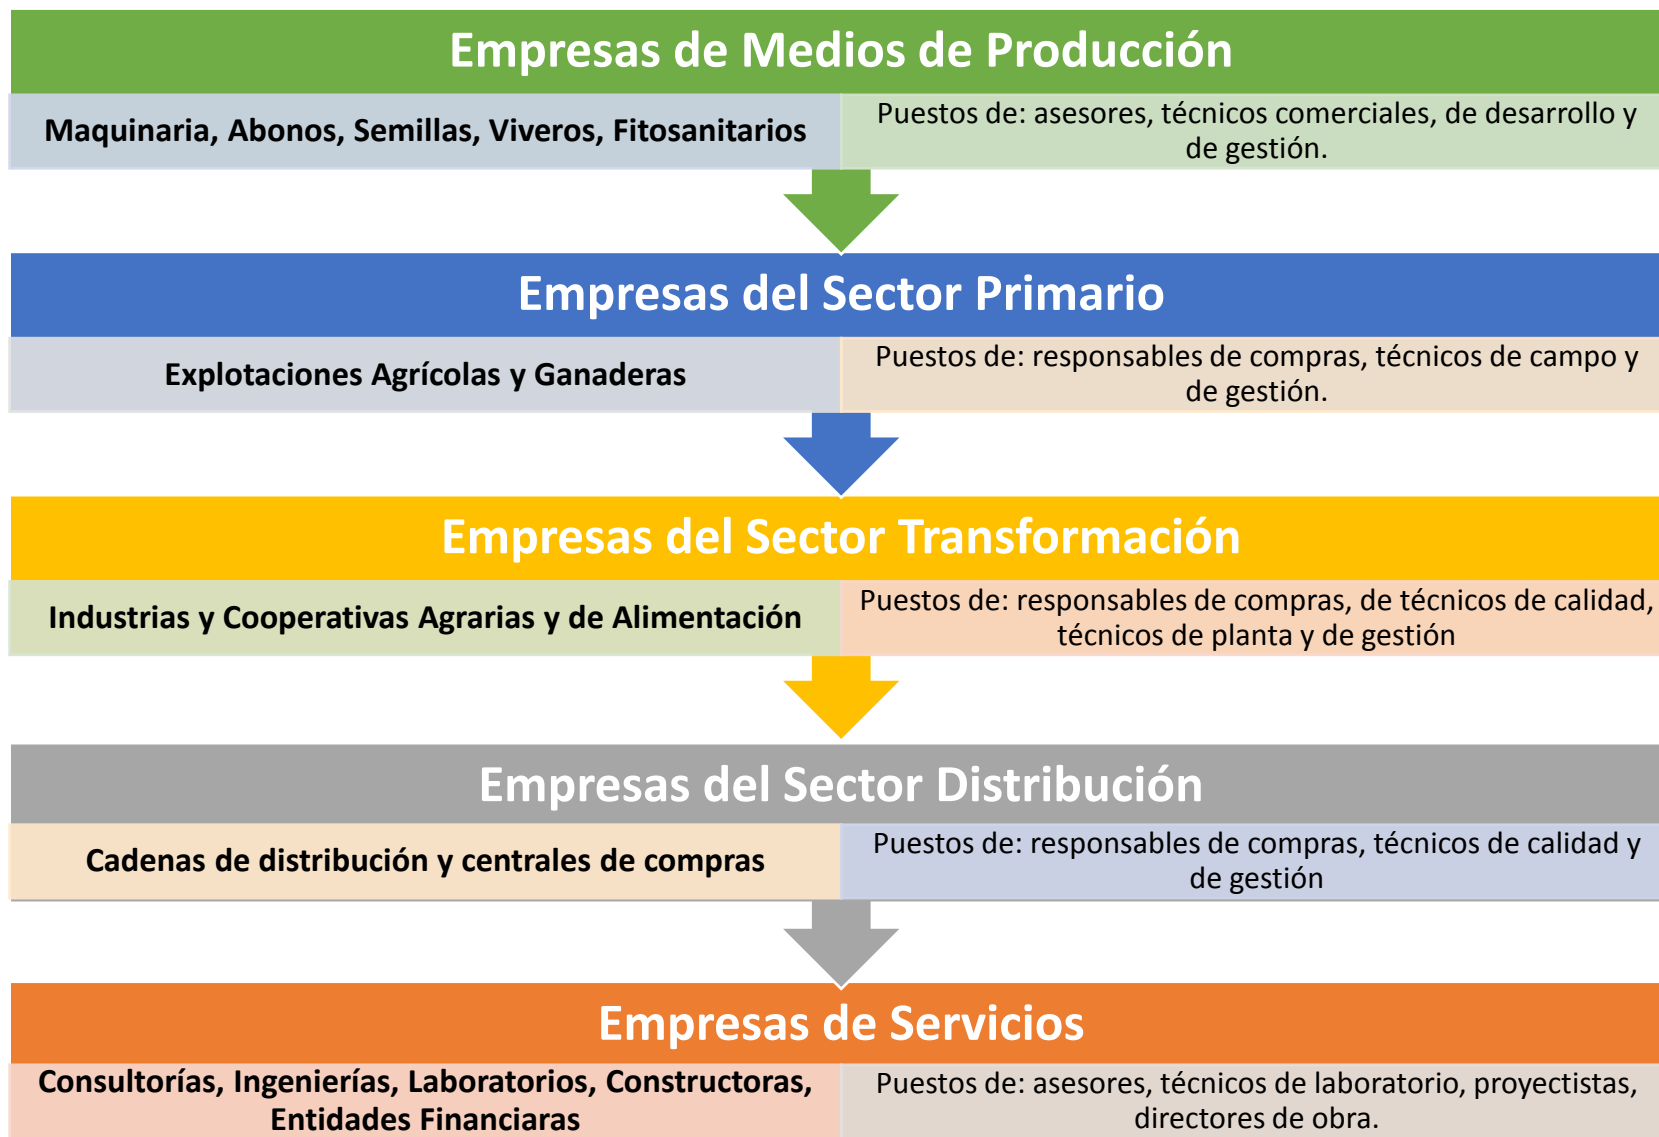 Empresas de Medios de Producción
Maquinaria, Abonos, Semillas, Viveros, Fitosanitarios
Puestos de: asesores, técnicos comerciales, de desarrollo y
de gestión.
Empresas del Sector Primario
Explotaciones Agrícolas y Ganaderas
Puestos de: responsables de compras, técnicos de campo y
de gestión.
Empresas del Sector Transformación
Industrias y Cooperativas Agrarias y de Alimentación
Puestos de: responsables de compras, de técnicos de calidad,
técnicos de planta y de gestión
Empresas del Sector Distribución
Cadenas de distribución y centrales de compras
Puestos de: responsables de compras, técnicos de calidad y
de gestión
Empresas de Servicios
Consultorías, Ingenierías, Laboratorios, Constructoras,
Entidades Financiaras
Puestos de: asesores, técnicos de laboratorio, proyectistas,
directores de obra.